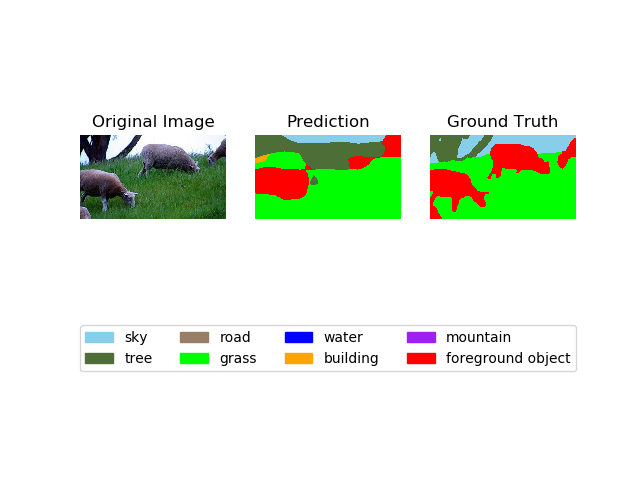 Original Image
Prediction
Ground Truth
sky
road
water
mountain
tree
grass
building
foreground object